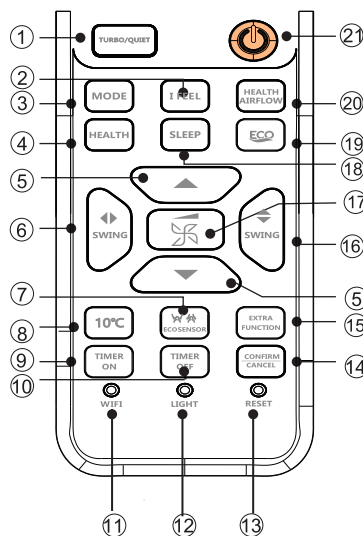 ① TURBO/QUIET ㉑
②
③ MODE I FEEL HEALTH AIRFLOW ⑳
④ HEALTH SLEEP ECO ⑲
⑱
⑤
⑰
⑥ SWING SWING ⑯
⑤
⑦
⑧ 10℃ ECOSENSOR EXTRA FUNCTION ⑮
⑨ TIMER ON TIMER OFF CONFIRM CANCEL ⑭
⑩
WIFI LIGHT RESET
⑪ ⑫ ⑬